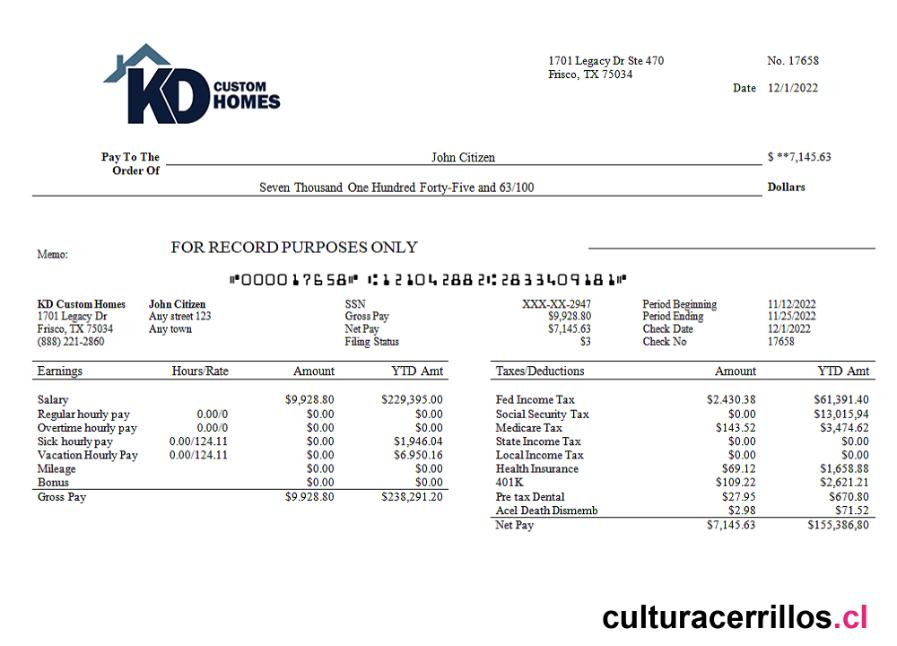 KD CUSTOM HOMES
1701 Legacy Dr Ste 470 No. 17658
Frisco, TX 75034
Date 12/1/2022
Pay To The Order Of John Citizen $ **7,145.63
Seven Thousand One Hundred Forty-Five and 63/100 Dollars
Memo: FOR RECORD PURPOSES ONLY
⑈000017658⑈ ⑆121042882⑆2833409181⑈
KD Custom Homes John Citizen SSN XXX-XX-2947 Period Beginning 11/12/2022
1701 Legacy Dr Any street 123 Gross Pay $9,928.80 Period Ending 11/25/2022
Frisco, TX 75034 Any town Net Pay $7,145.63 Check Date 12/1/2022
(888) 221-2860 Filing Status $3 Check No 17658
Earnings Hours/Rate Amount YTD Amt Taxes/Deductions Amount YTD Amt
Salary $9,928.80 $229,395.00 Fed Income Tax $2.430.38 $61,391.40
Regular hourly pay 0.00/0 $0.00 $0.00 Social Security Tax $0.00 $13,015,94
Overtime hourly pay 0.00/0 $0.00 $0.00 Medicare Tax $143.52 $3,474.62
Sick hourly pay 0.00/124.11 $0.00 $1,946.04 State Income Tax $0.00 $0.00
Vacation Hourly Pay 0.00/124.11 $0.00 $6.950.16 Local Income Tax $0.00 $0.00
Mileage $0.00 $0.00 Health Insurance $69.12 $1,658.88
Bonus $0.00 $0.00 401K $109.22 $2,621.21
Gross Pay $9.928.80 $238,291.20 Pre tax Dental $27.95 $670.80
Acel Death Dismemb $2.98 $71.52
Net Pay $7,145.63 $155,386,80
culturacerrillos.cl